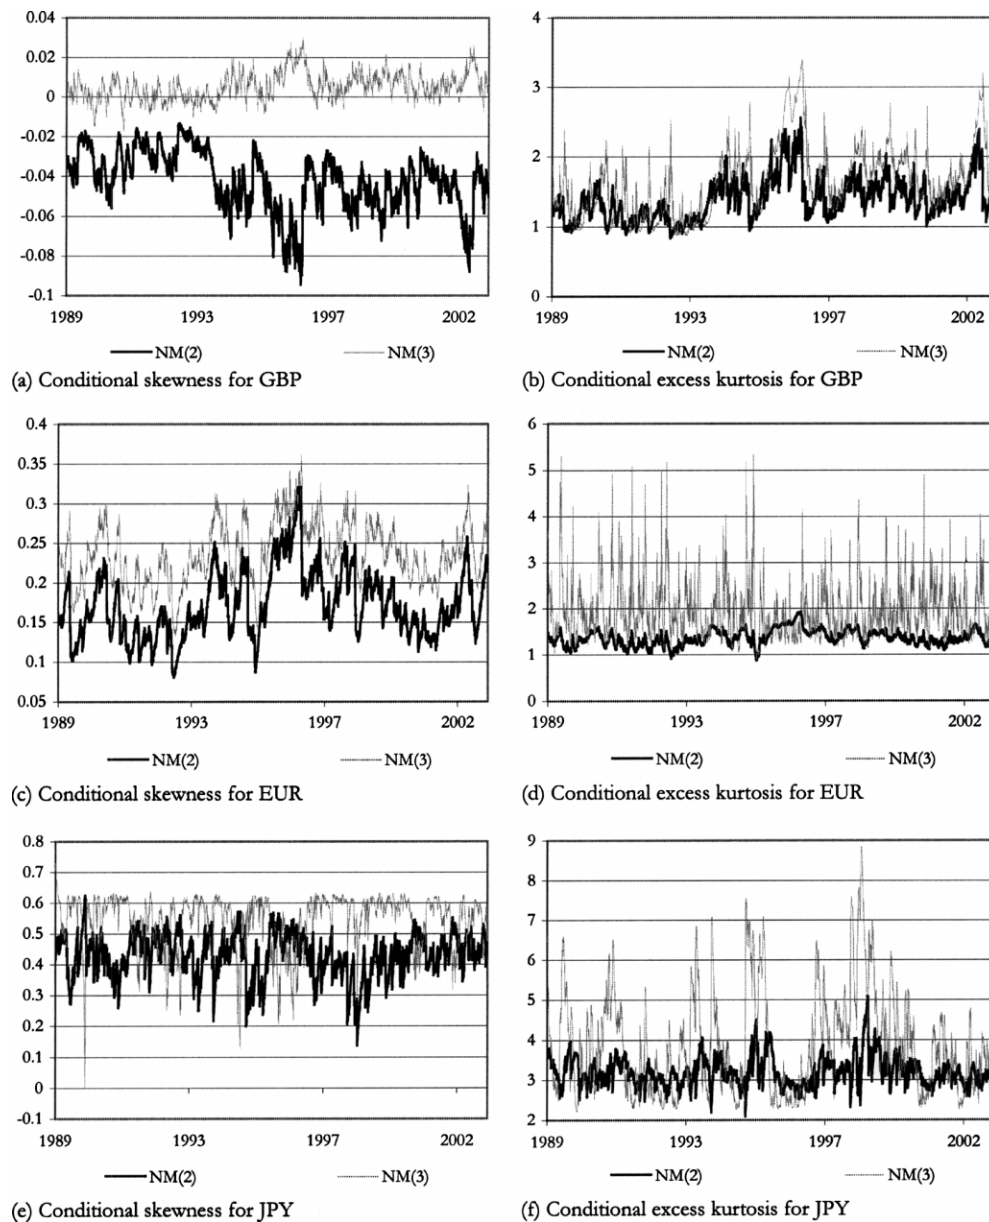 0.04
0.02
0
-0.02
-0.04
-0.06
-0.08
-0.1
1989 1993 1997 2002
NM(2) NM(3)
(a) Conditional skewness for GBP
4
3
2
1
0
1989 1993 1997 2002
NM(2) NM(3)
(b) Conditional excess kurtosis for GBP
0.4
0.35
0.3
0.25
0.2
0.15
0.1
0.05
1989 1993 1997 2002
NM(2) NM(3)
(c) Conditional skewness for EUR
6
5
4
3
2
1
0
1989 1993 1997 2002
NM(2) NM(3)
(d) Conditional excess kurtosis for EUR
0.8
0.7
0.6
0.5
0.4
0.3
0.2
0.1
0
-0.1
1989 1993 1997 2002
NM(2) NM(3)
(e) Conditional skewness for JPY
9
8
7
6
5
4
3
2
1989 1993 1997 2002
NM(2) NM(3)
(f) Conditional excess kurtosis for JPY